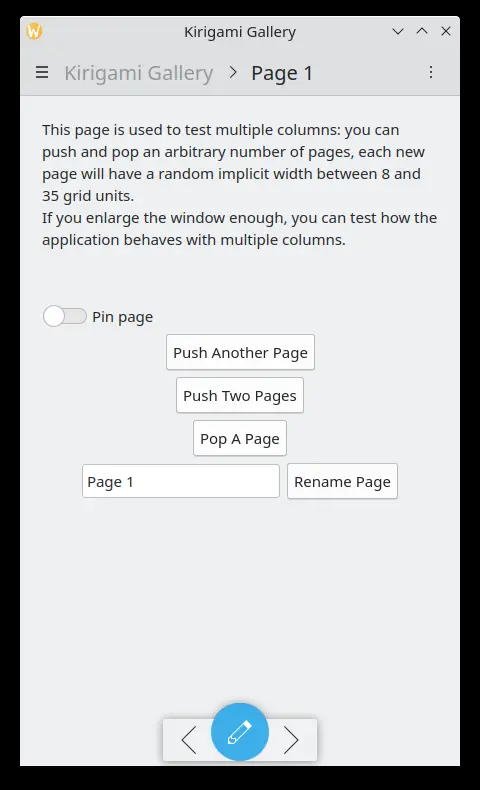 Kirigami Gallery
Kirigami Gallery > Page 1
This page is used to test multiple columns: you can
push and pop an arbitrary number of pages, each new
page will have a random implicit width between 8 and
35 grid units.
If you enlarge the window enough, you can test how the
application behaves with multiple columns.
Pin page
Push Another Page
Push Two Pages
Pop A Page
Page 1 Rename Page